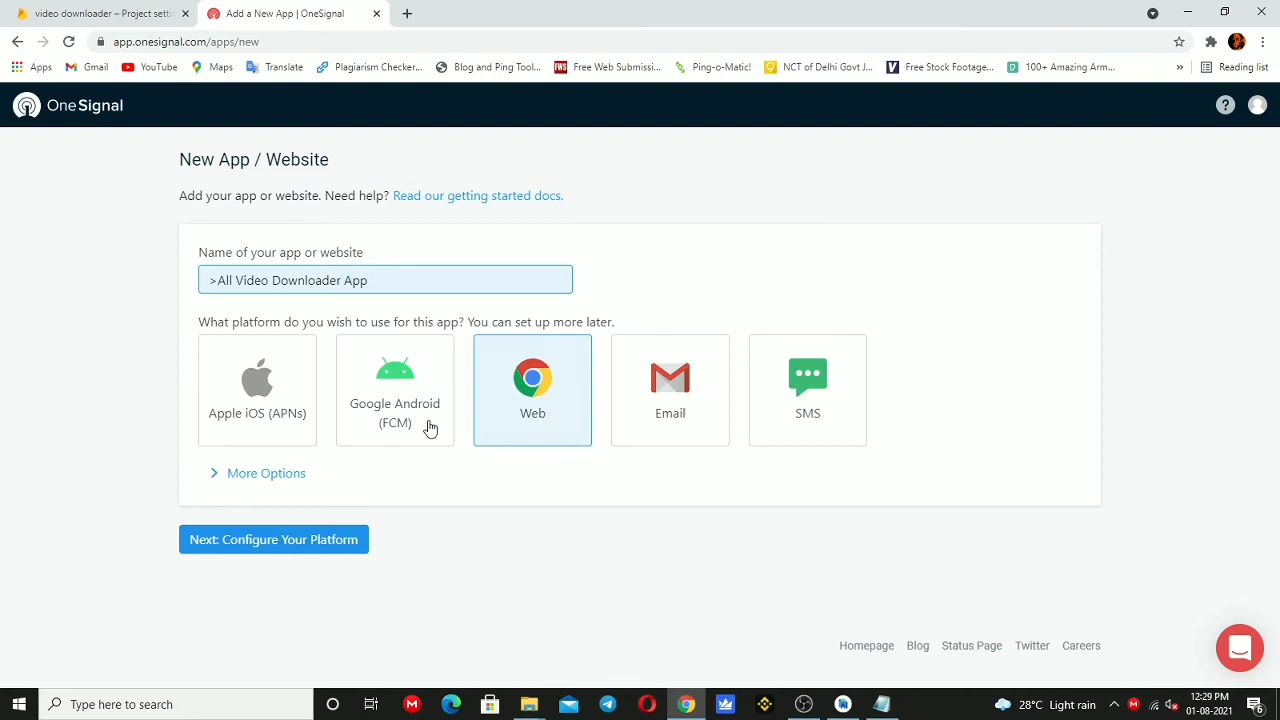 video downloader – Project setti
Add a New App | OneSignal
app.onesignal.com/apps/new
Apps
Gmail
YouTube
Maps
Translate
Plagiarism Checker...
Blog and Ping Tool...
FWS
Free Web Submissi...
Ping-o-Matic!
NCT of Delhi Govt J...
Free Stock Footage...
100+ Amazing Arm...
»
Reading list
OneSignal
?
New App / Website
Add your app or website. Need help? Read our getting started docs.
Name of your app or website
>All Video Downloader App
What platform do you wish to use for this app? You can set up more later.
Apple iOS (APNs)
Google Android
(FCM)
Web
Email
SMS
More Options
Next: Configure Your Platform
Homepage
Blog
Status Page
Twitter
Careers
Type here to search
28°C Light rain
12:29 PM
01-08-2021
6